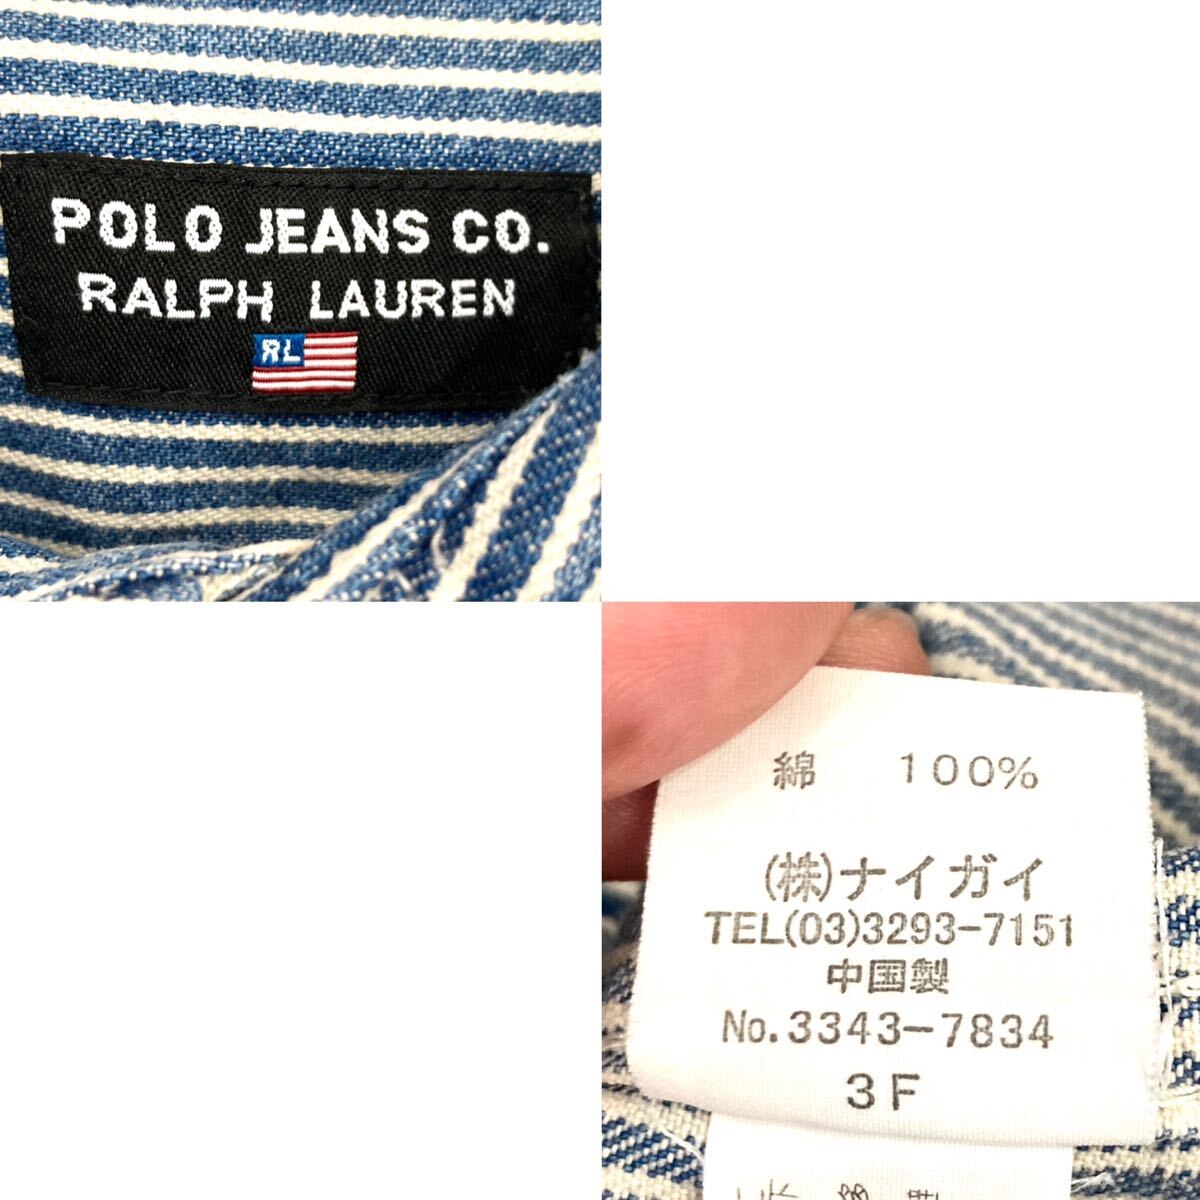 POLO JEANS CO.
RALPH LAUREN
RL
綿 100%
(株)ナイガイ
TEL(03)3293-7151
中国製
No.3343-7834
3F